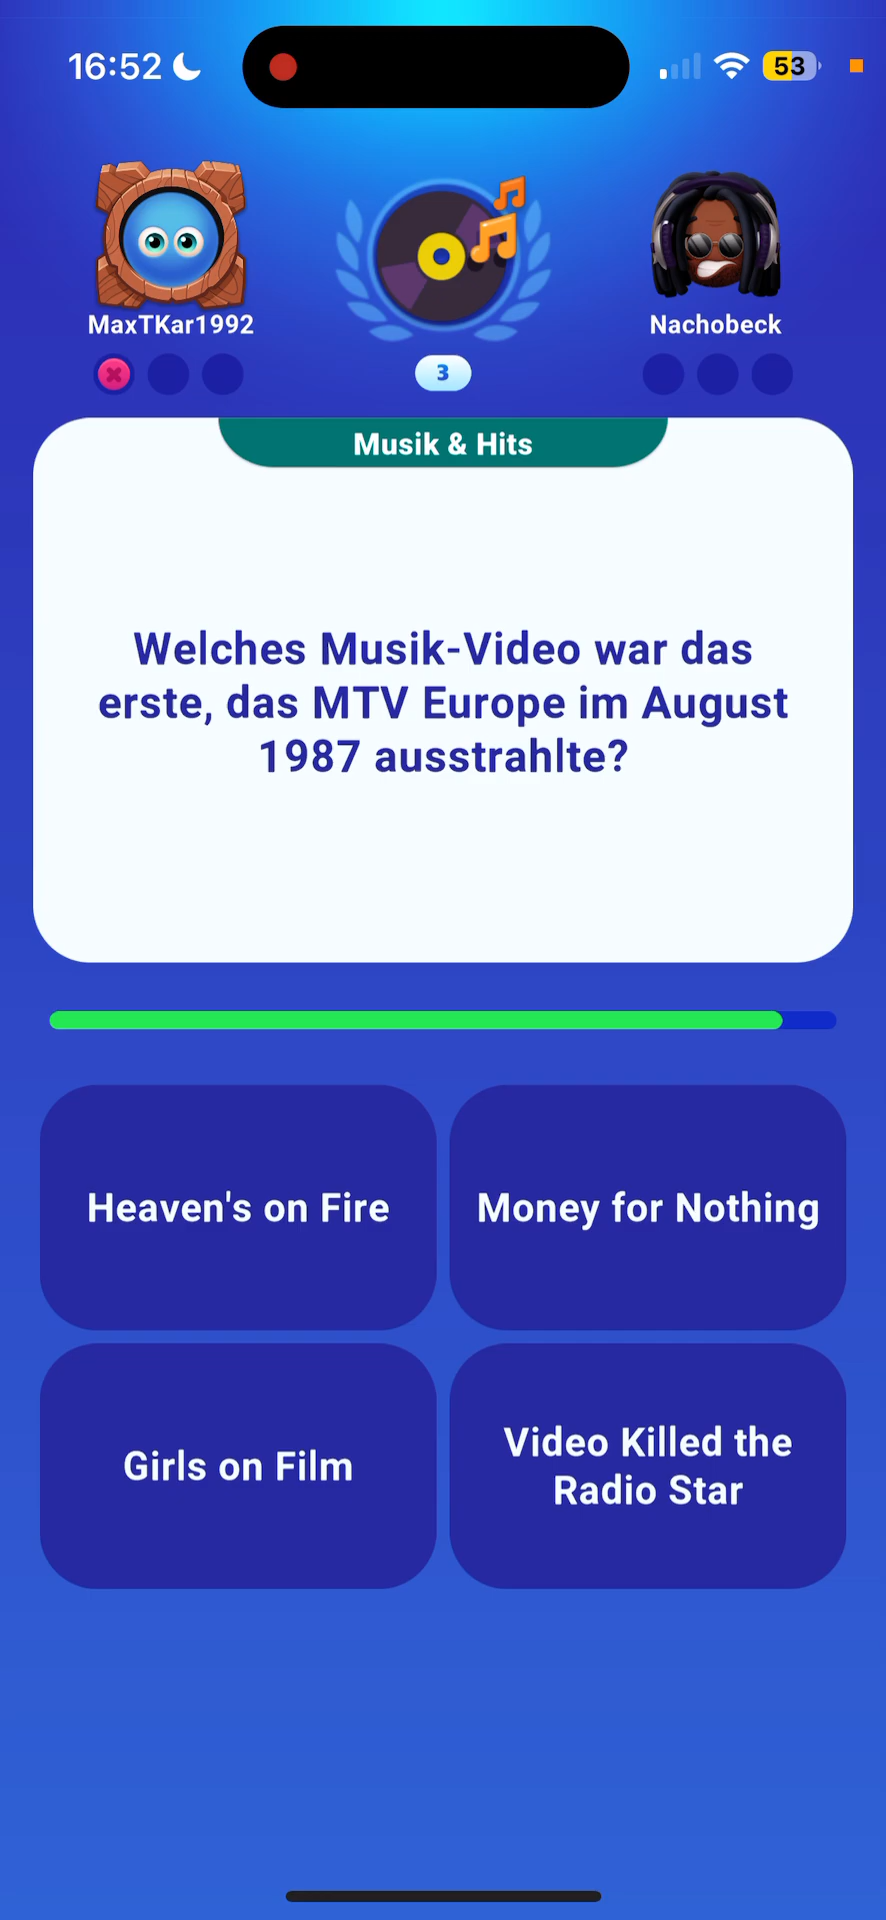 16:52
53
MaxTKar1992
Nachobeck
3
Musik & Hits
Welches Musik-Video war das
erste, das MTV Europe im August
1987 ausstrahlte?
Heaven's on Fire
Money for Nothing
Girls on Film
Video Killed the
Radio Star